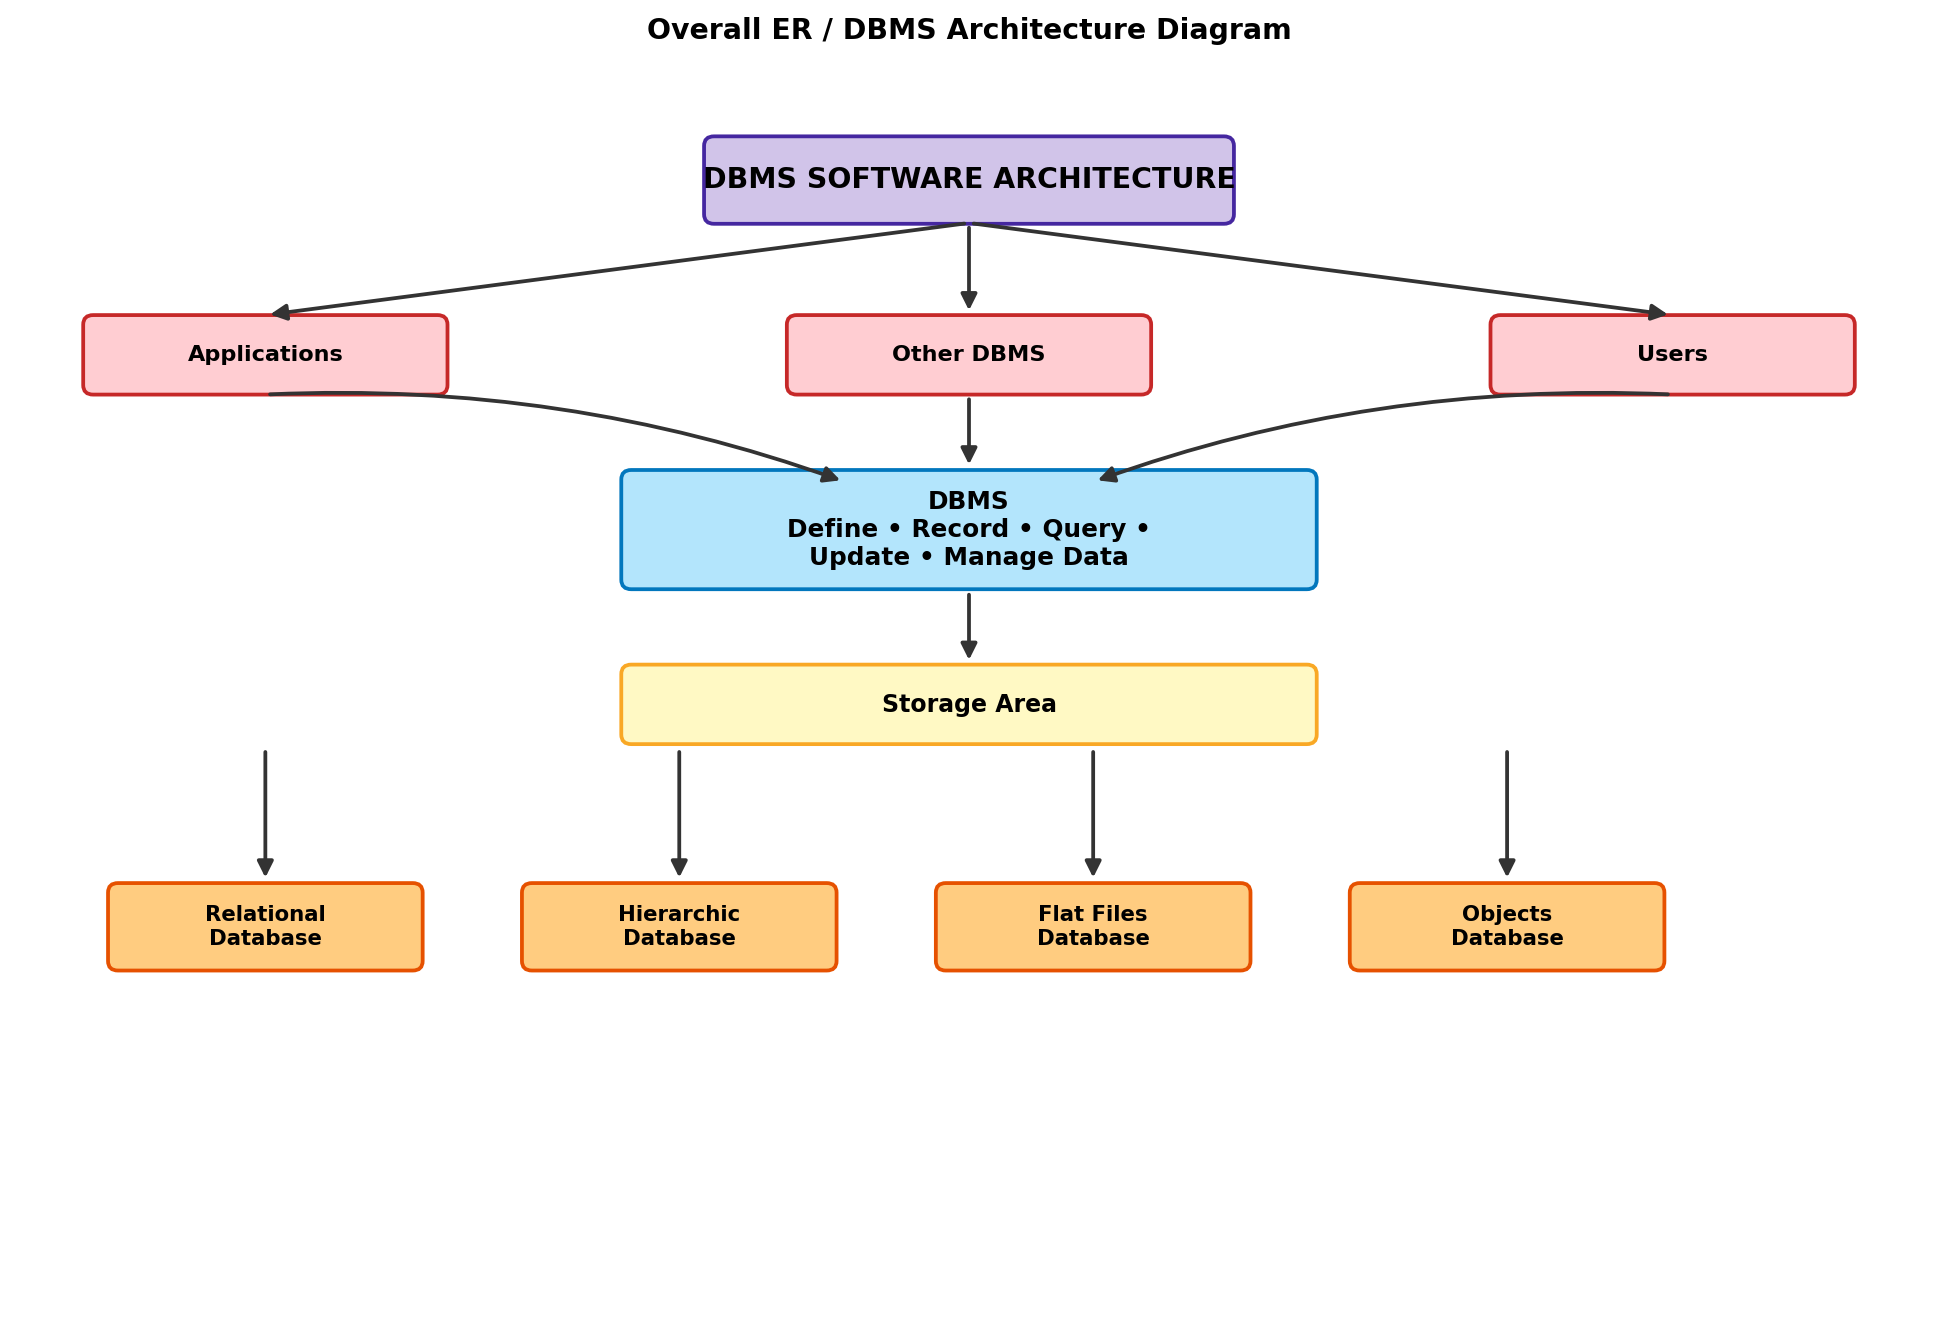 Overall ER / DBMS Architecture Diagram
DBMS SOFTWARE ARCHITECTURE
Applications
Other DBMS
Users
DBMS
Define • Record • Query •
Update • Manage Data
Storage Area
Relational
Database
Hierarchic
Database
Flat Files
Database
Objects
Database